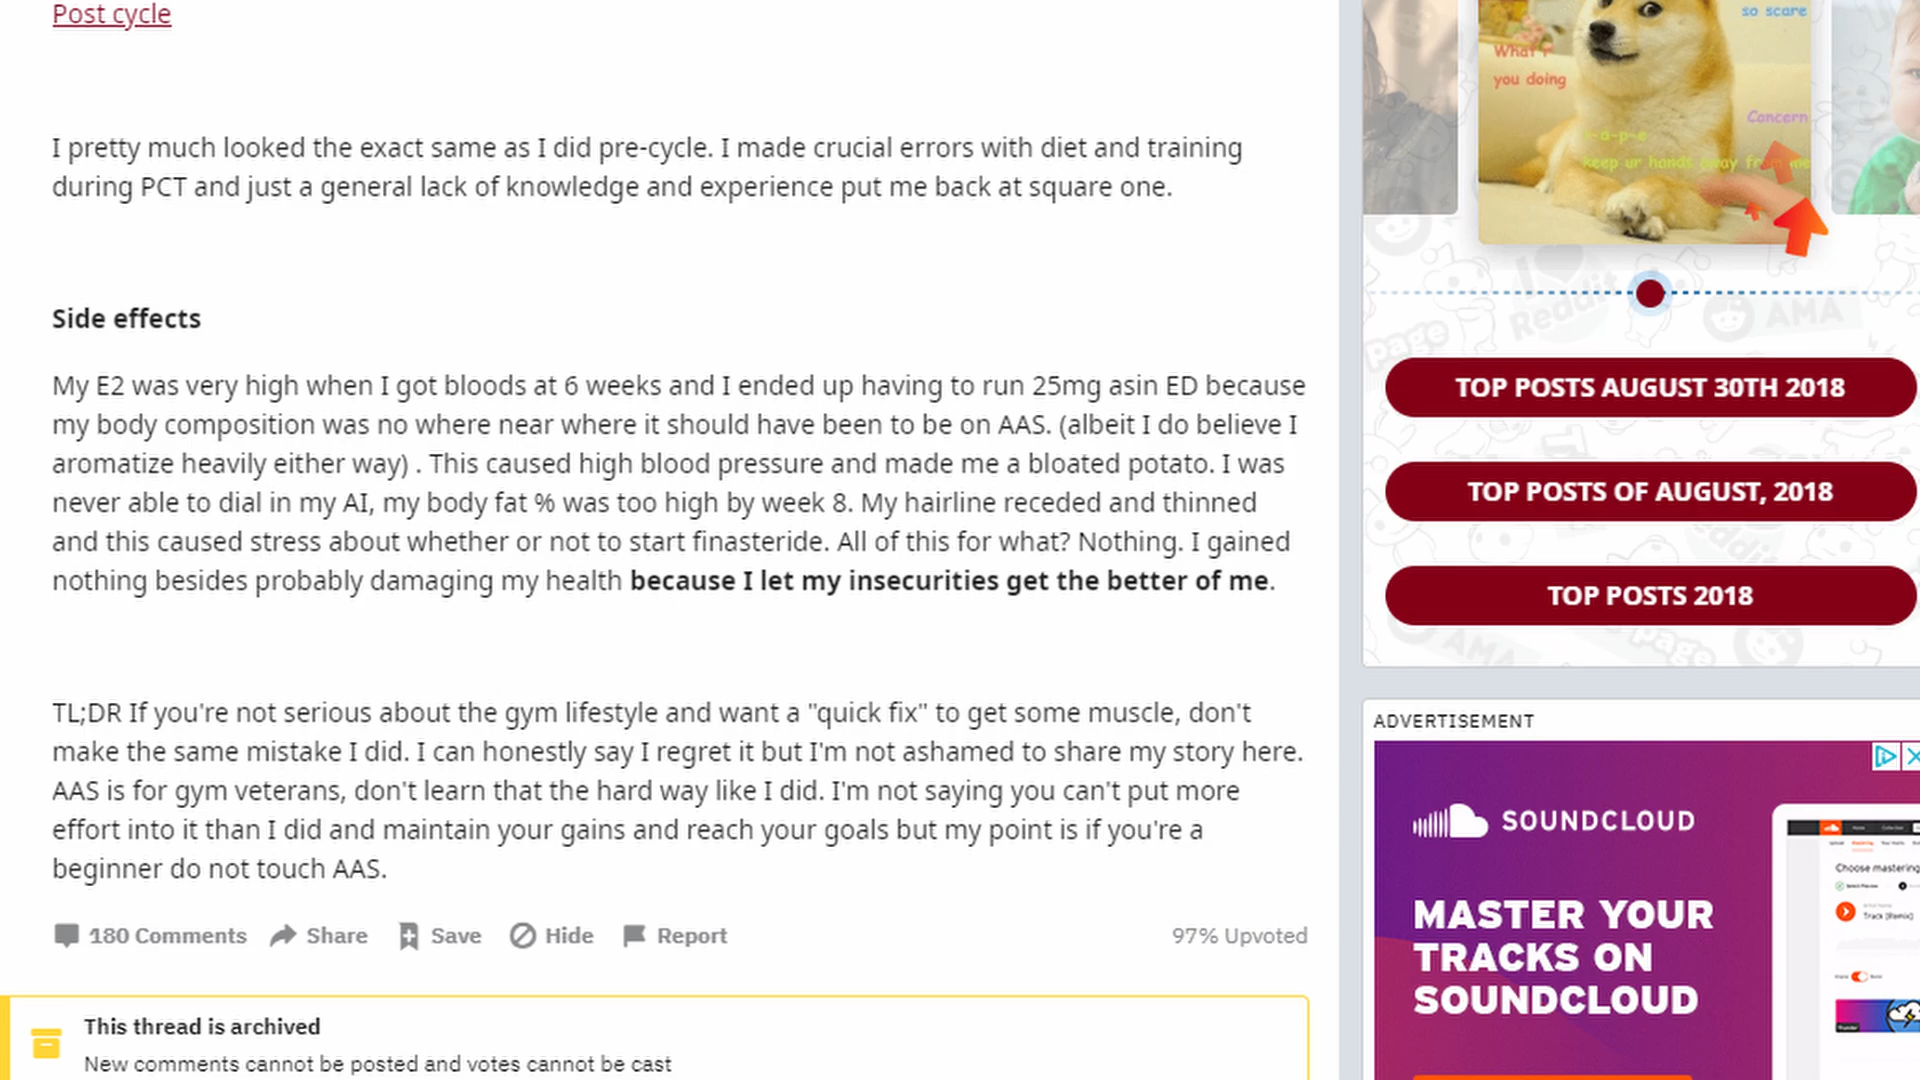 Post cycle
I pretty much looked the exact same as I did pre-cycle. I made crucial errors with diet and training
during PCT and just a general lack of knowledge and experience put me back at square one.
Side effects
My E2 was very high when I got bloods at 6 weeks and I ended up having to run 25mg asin ED because
my body composition was no where near where it should have been to be on AAS. (albeit I do believe I
aromatize heavily either way) . This caused high blood pressure and made me a bloated potato. I was
never able to dial in my AI, my body fat % was too high by week 8. My hairline receded and thinned
and this caused stress about whether or not to start finasteride. All of this for what? Nothing. I gained
nothing besides probably damaging my health because I let my insecurities get the better of me.
TL;DR If you're not serious about the gym lifestyle and want a "quick fix" to get some muscle, don't
make the same mistake I did. I can honestly say I regret it but I'm not ashamed to share my story here.
AAS is for gym veterans, don't learn that the hard way like I did. I'm not saying you can't put more
effort into it than I did and maintain your gains and reach your goals but my point is if you're a
beginner do not touch AAS.
180 Comments Share Save Hide Report 97% Upvoted
This thread is archived
New comments cannot be posted and votes cannot be cast
so scare
What r
you doing
Concern
keep ur hands away from me
I Reddit
AMA
page
TOP POSTS AUGUST 30TH 2018
TOP POSTS OF AUGUST, 2018
TOP POSTS 2018
AMA
page
ADVERTISEMENT
SOUNDCLOUD
MASTER YOUR
TRACKS ON
SOUNDCLOUD
Choose mastering
Track (Remix)